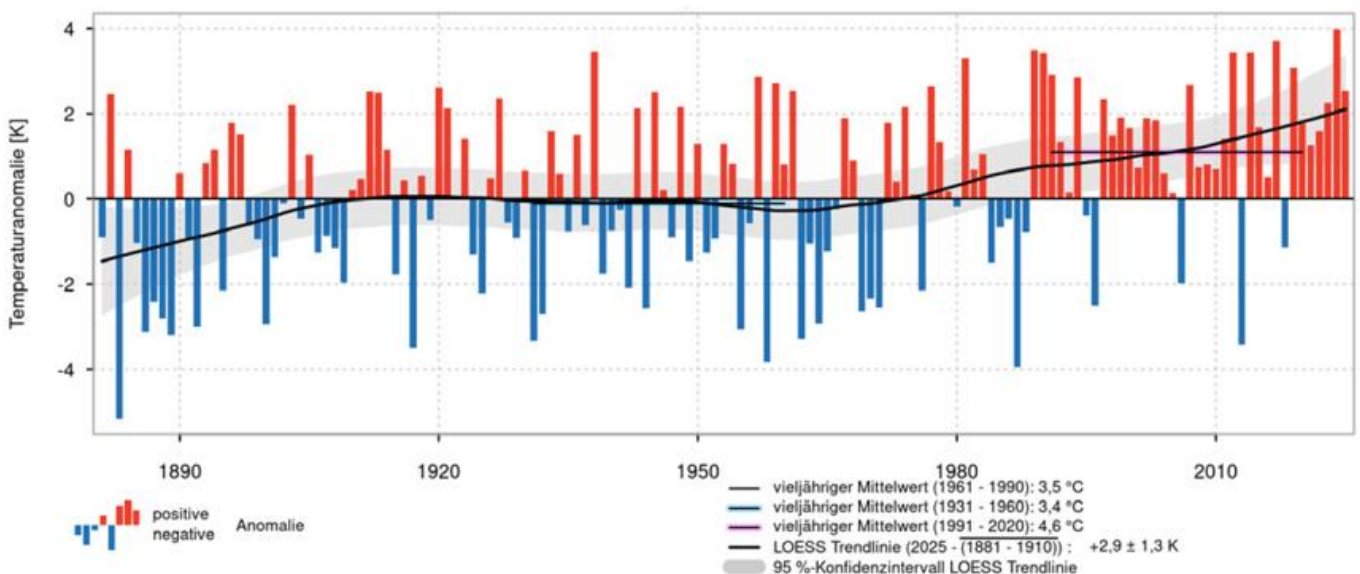 Temperaturanomalie [K]
4
2
0
-2
-4
1890 1920 1950 1980 2010
positive
negative
Anomalie
vieljähriger Mittelwert (1961 - 1990): 3,5 °C
vieljähriger Mittelwert (1931 - 1960): 3,4 °C
vieljähriger Mittelwert (1991 - 2020): 4,6 °C
LOESS Trendlinie (2025 - (1881 - 1910)) : +2,9 ± 1,3 K
95 %-Konfidenzintervall LOESS Trendlinie